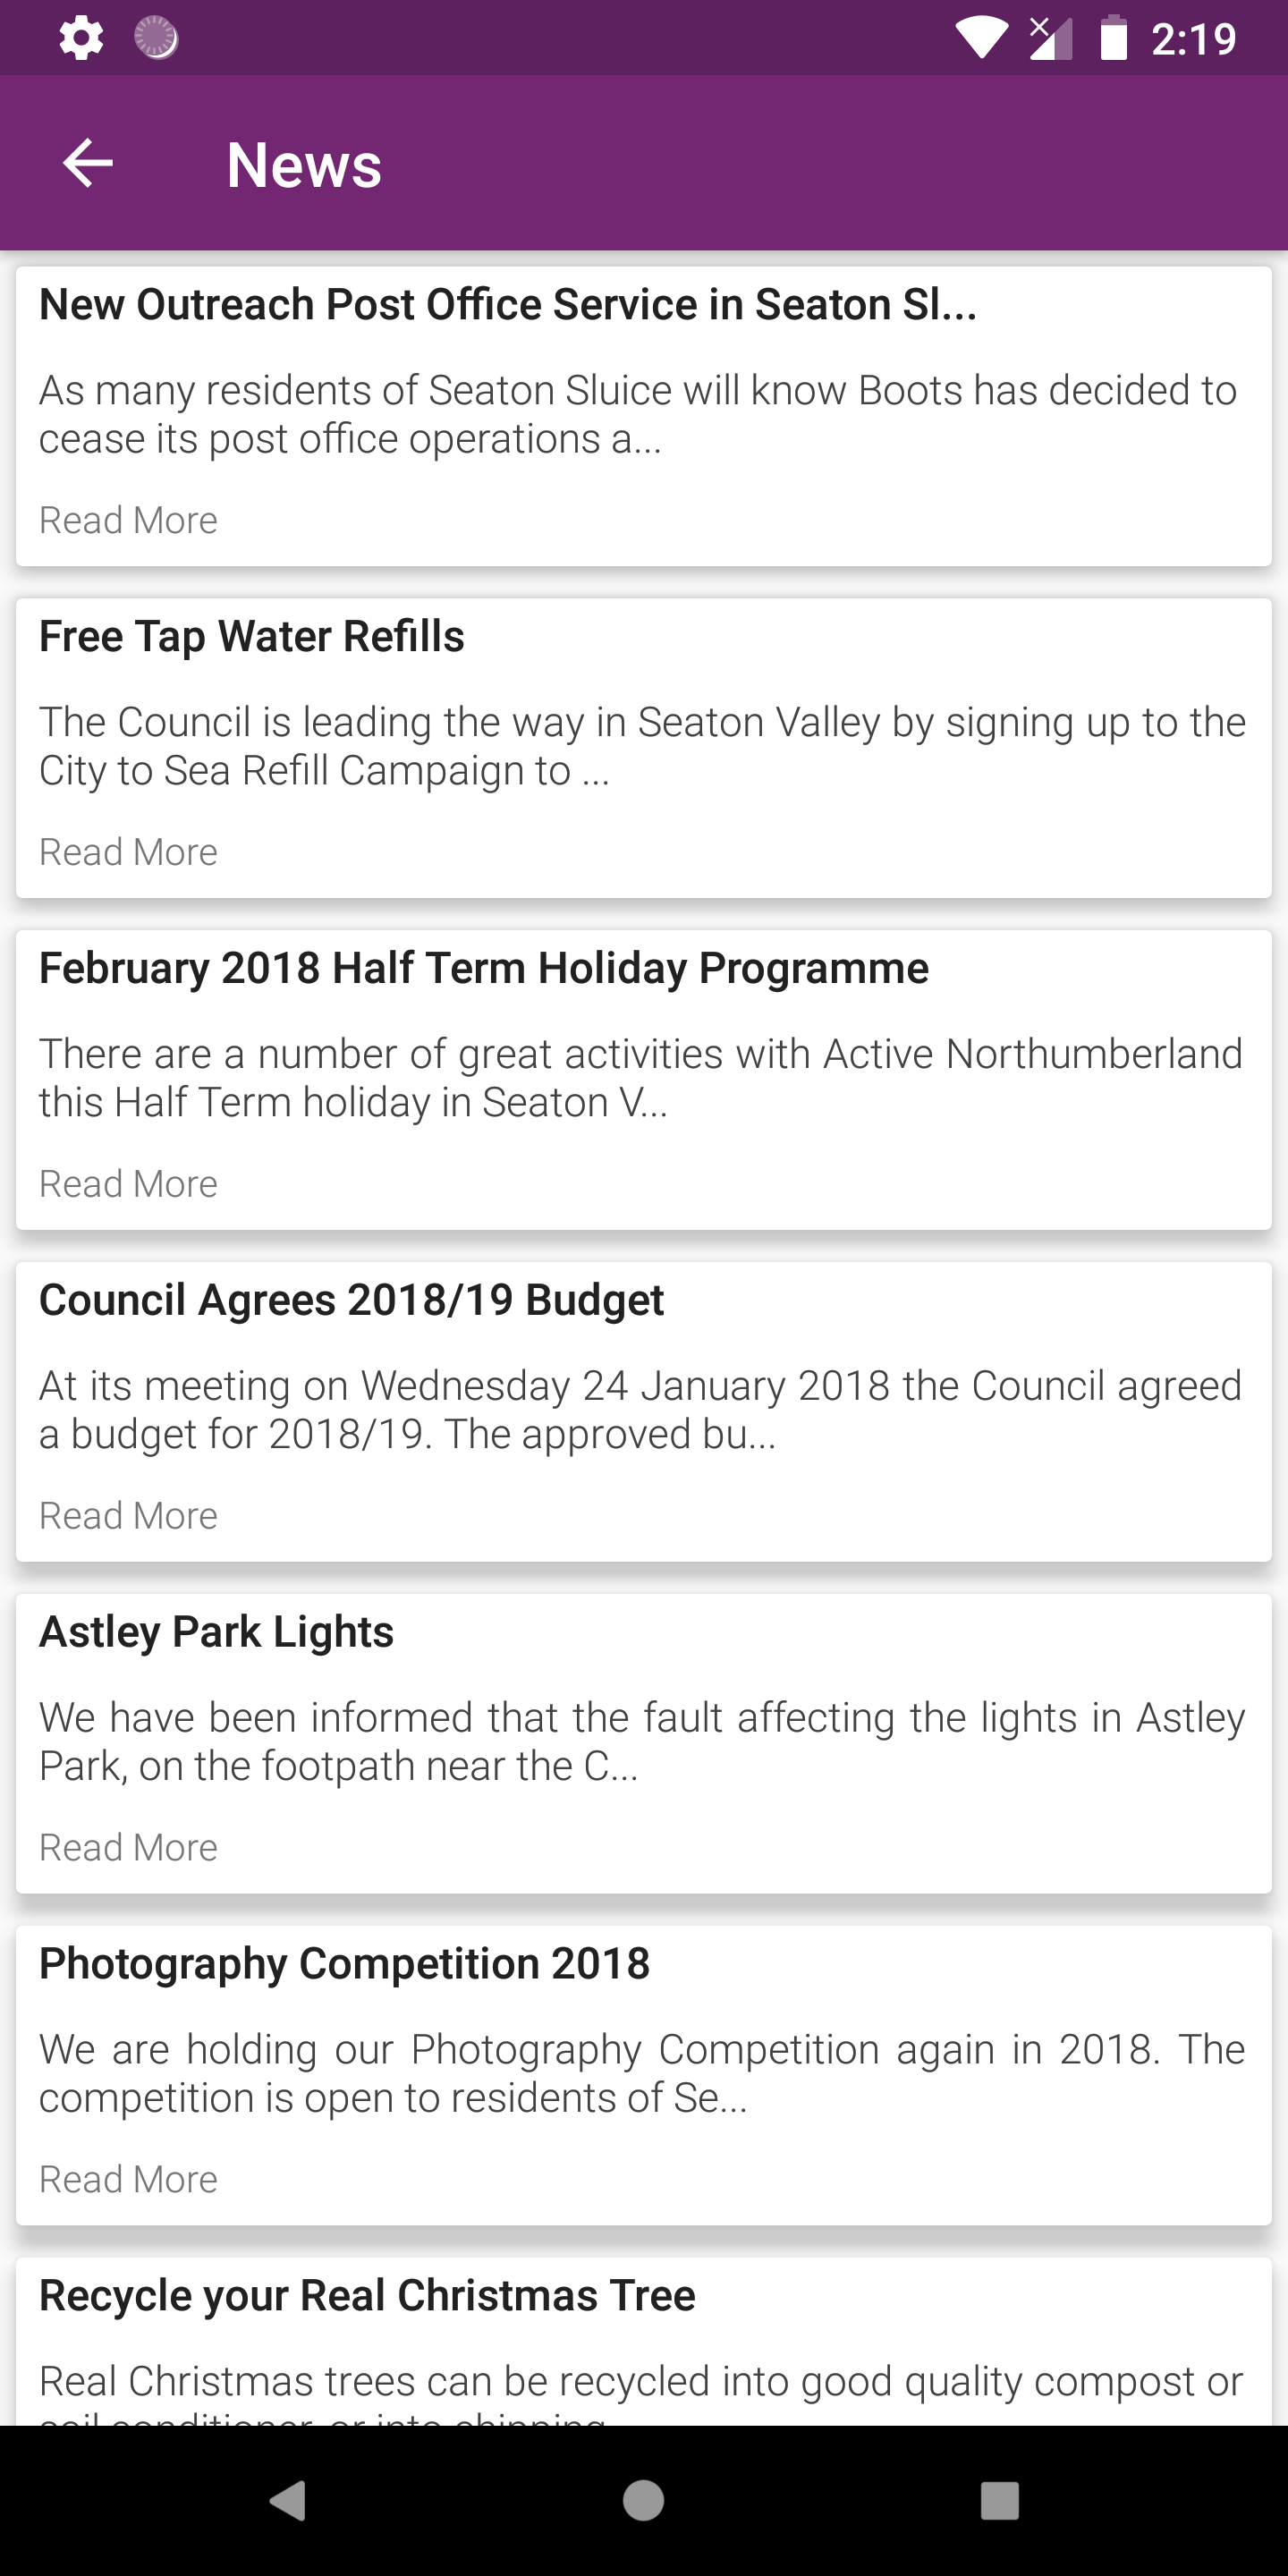 2:19
News
New Outreach Post Office Service in Seaton Sl...
As many residents of Seaton Sluice will know Boots has decided to
cease its post office operations a...
Read More
Free Tap Water Refills
The Council is leading the way in Seaton Valley by signing up to the
City to Sea Refill Campaign to ...
Read More
February 2018 Half Term Holiday Programme
There are a number of great activities with Active Northumberland
this Half Term holiday in Seaton V...
Read More
Council Agrees 2018/19 Budget
At its meeting on Wednesday 24 January 2018 the Council agreed
a budget for 2018/19. The approved bu...
Read More
Astley Park Lights
We have been informed that the fault affecting the lights in Astley
Park, on the footpath near the C...
Read More
Photography Competition 2018
We are holding our Photography Competition again in 2018. The
competition is open to residents of Se...
Read More
Recycle your Real Christmas Tree
Real Christmas trees can be recycled into good quality compost or
soil conditioner, or into chipping